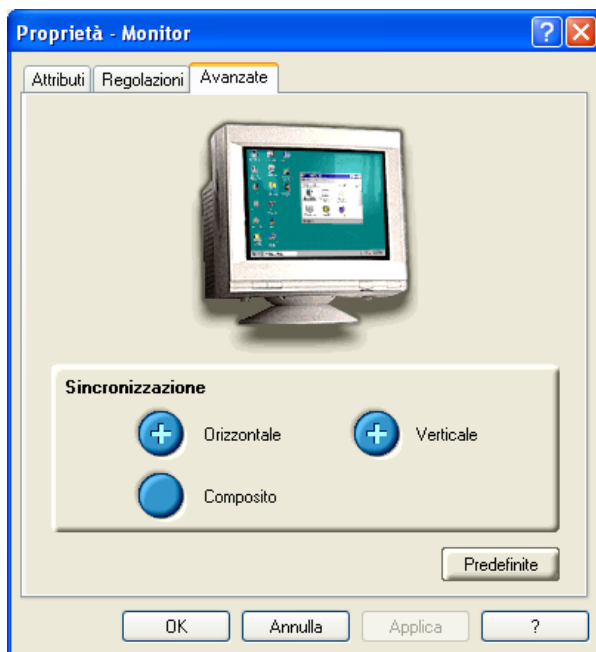 Proprietà - Monitor
Attributi Regolazioni Avanzate
Sincronizzazione
Orizzontale Verticale
Composito
Predefinite
OK Annulla Applica ?